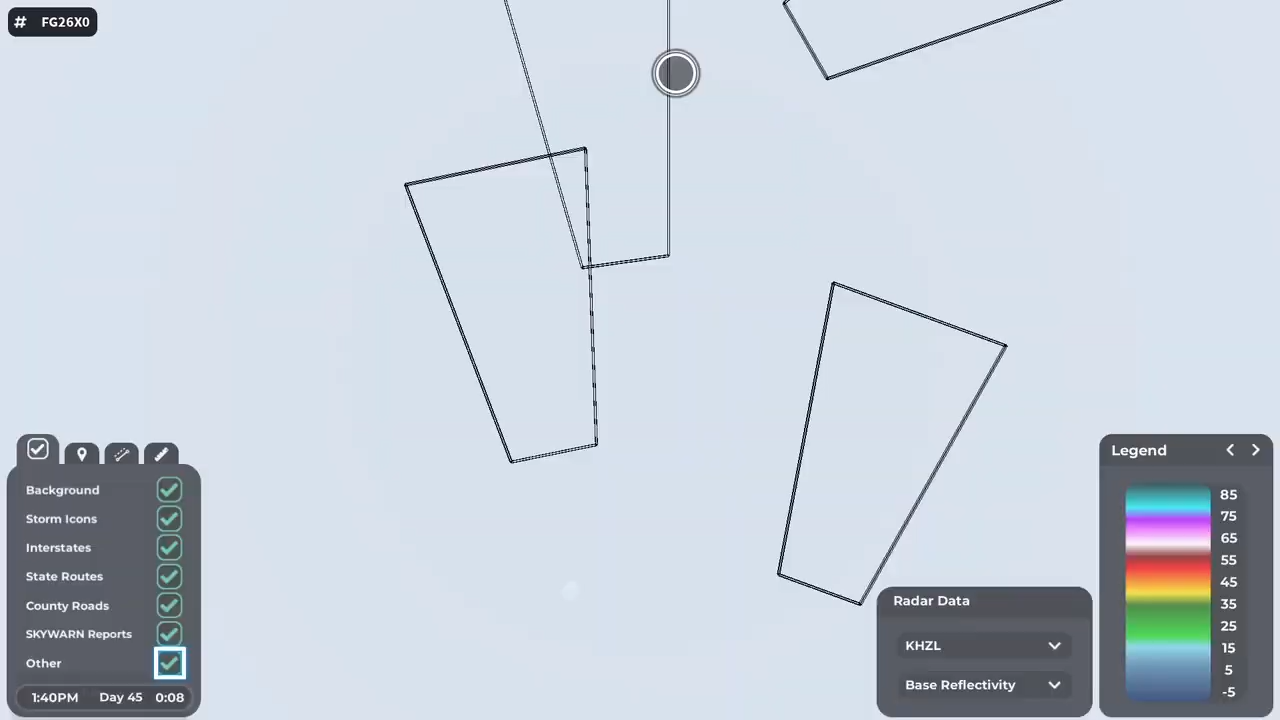 # FG26X0
Background
Storm Icons
Interstates
State Routes
County Roads
SKYWARN Reports
Other
1:40PM Day 45 0:08
Radar Data
KHZL
Base Reflectivity
Legend
85
75
65
55
45
35
25
15
5
-5